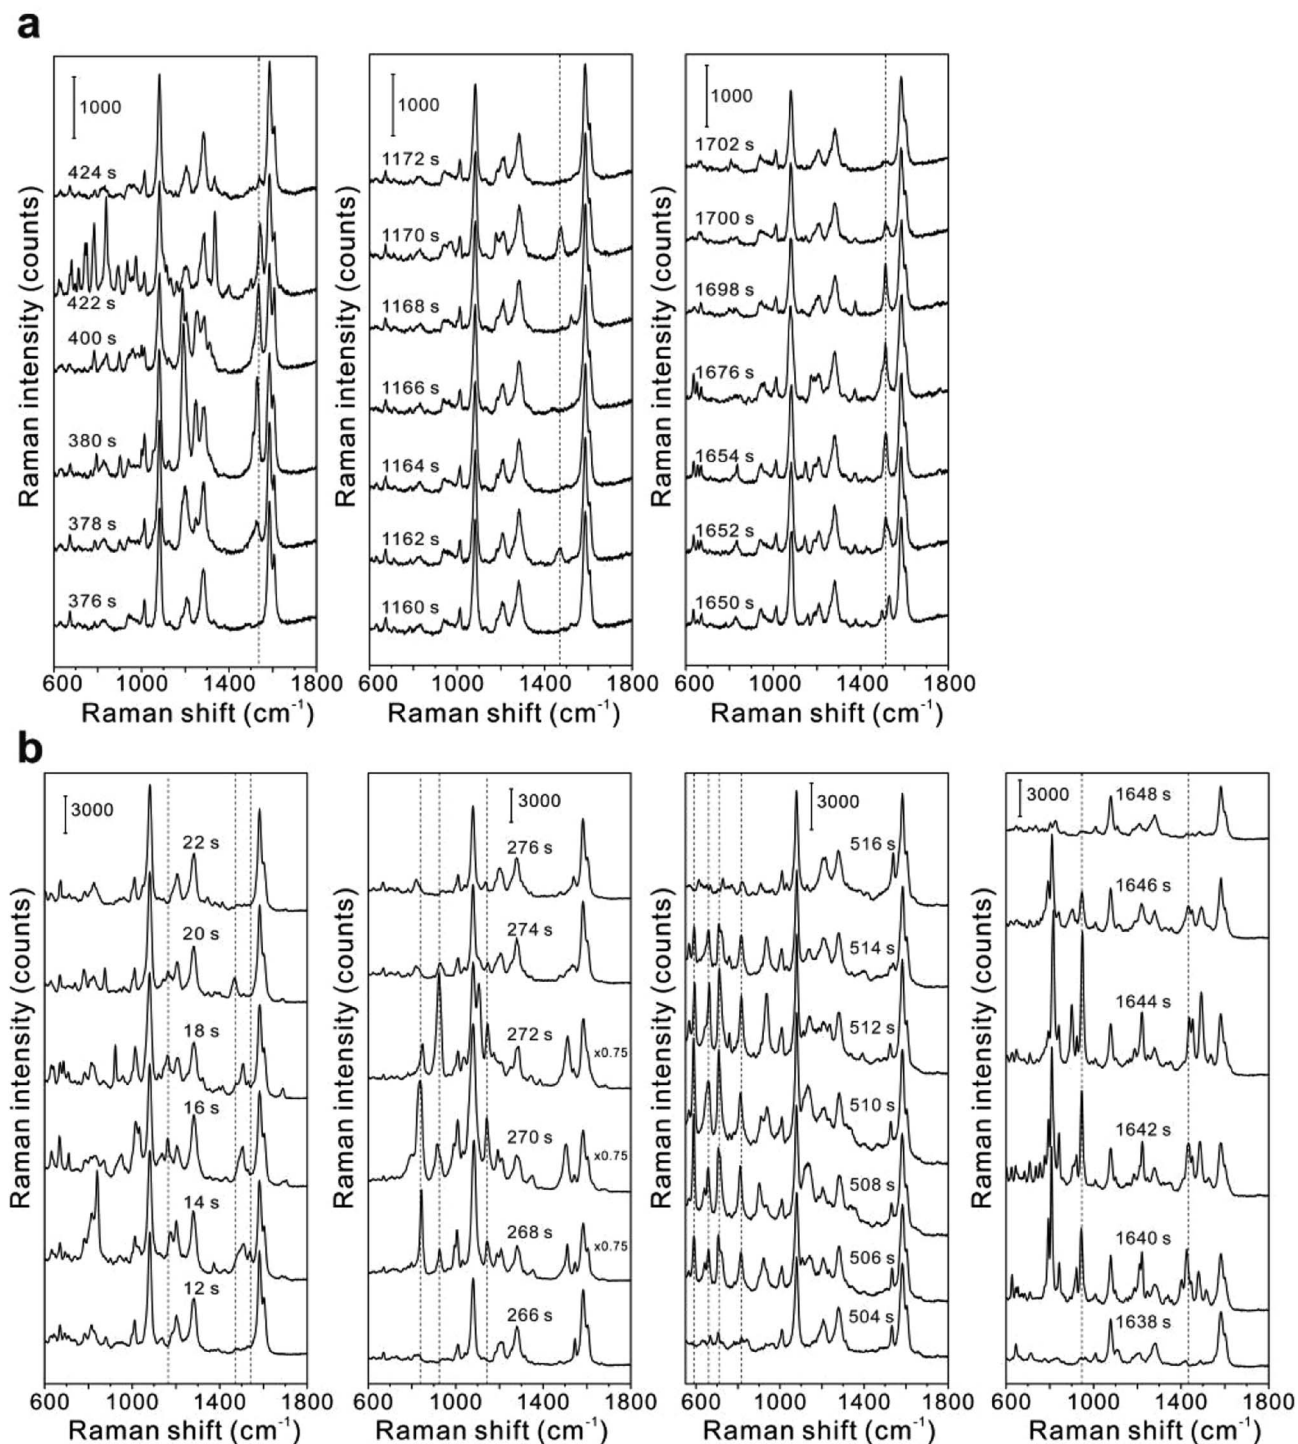 a
1000
424 s
422 s
400 s
380 s
378 s
376 s
600 1000 1400 1800
Raman shift (cm⁻¹)
Raman intensity (counts)
1000
1172 s
1170 s
1168 s
1166 s
1164 s
1162 s
1160 s
600 1000 1400 1800
Raman shift (cm⁻¹)
Raman intensity (counts)
1000
1702 s
1700 s
1698 s
1676 s
1654 s
1652 s
1650 s
600 1000 1400 1800
Raman shift (cm⁻¹)
Raman intensity (counts)
b
3000
22 s
20 s
18 s
16 s
14 s
12 s
600 1000 1400 1800
Raman shift (cm⁻¹)
Raman intensity (counts)
3000
276 s
274 s
272 s
x0.75
270 s
x0.75
268 s
x0.75
266 s
600 1000 1400 1800
Raman shift (cm⁻¹)
Raman intensity (counts)
3000
516 s
514 s
512 s
510 s
508 s
506 s
504 s
600 1000 1400 1800
Raman shift (cm⁻¹)
Raman intensity (counts)
3000
1648 s
1646 s
1644 s
1642 s
1640 s
1638 s
600 1000 1400 1800
Raman shift (cm⁻¹)
Raman intensity (counts)